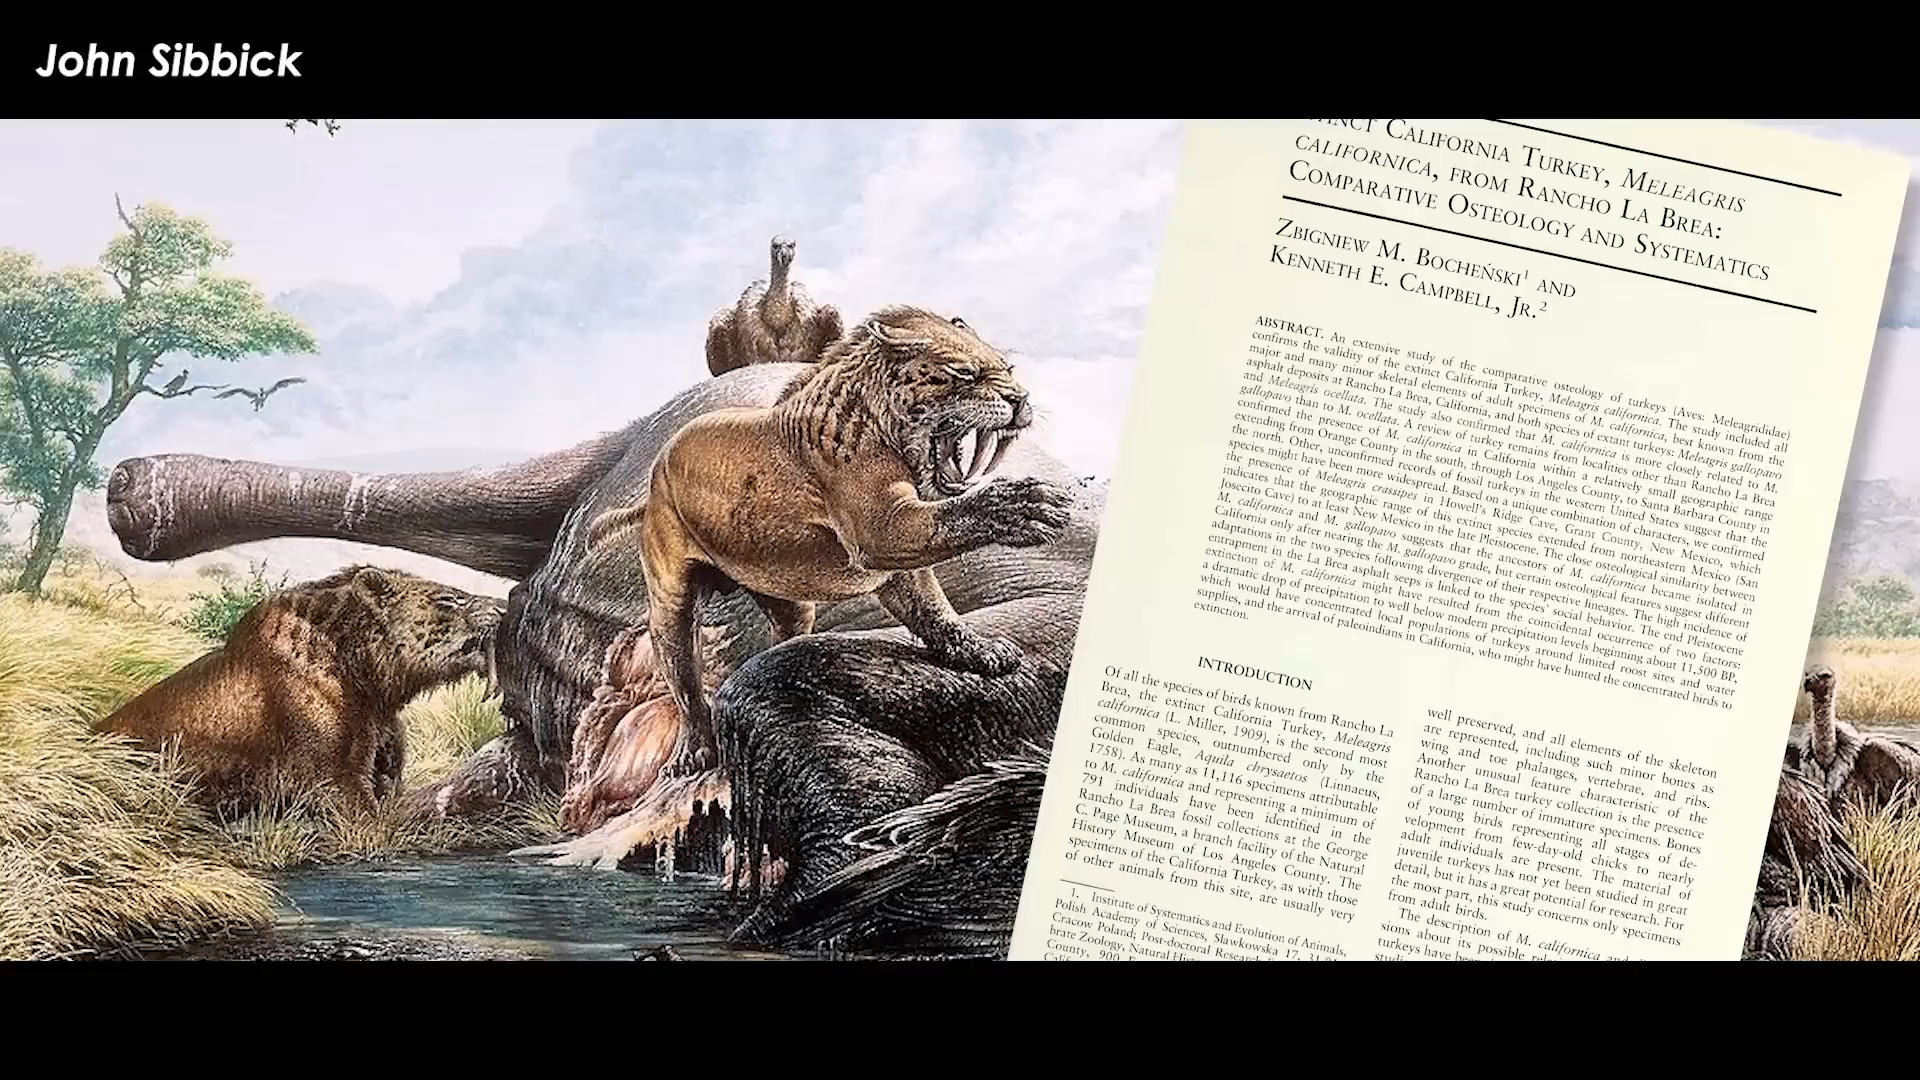 John Sibbick
CALIFORNIA TURKEY, MELEAGRIS
CALIFORNICA, FROM RANCHO LA BREA:
COMPARATIVE OSTEOLOGY AND SYSTEMATICS
ZBIGNIEW M. BOCHEŃSKI¹ AND
KENNETH E. CAMPBELL, JR.²
ABSTRACT. An extensive study of the comparative osteology of turkeys (Aves: Meleagrididae)
confirms the validity of the extinct California Turkey, Meleagris californica. The study included all
major and many minor skeletal elements of adult specimens of M. californica, best known from the
asphalt deposits at Rancho La Brea, California, and both species of extant turkeys: Meleagris gallopavo
and Meleagris ocellata. The study also confirmed that M. californica is more closely related to M.
gallopavo than to M. ocellata. A review of turkey remains from localities other than Rancho La Brea
confirmed the presence of M. californica in California within a relatively small geographic range
extending from Orange County in the south, through Los Angeles County, to Santa Barbara County in
the north. Other, unconfirmed records of fossil turkeys in the western United States suggest that the
species might have been more widespread. Based on a unique combination of characters, we confirmed
the presence of Meleagris crassipes in Howell's Ridge Cave, Grant County, New Mexico, which
indicates that the geographic range of this extinct species extended from northeastern Mexico (San
Josecito Cave) to at least New Mexico in the late Pleistocene. The close osteological similarity between
M. californica and M. gallopavo suggests that the ancestors of M. californica became isolated in
California only after nearing the M. gallopavo grade, but certain osteological features suggest different
adaptations in the two species following divergence of their respective lineages. The high incidence of
entrapment in the La Brea asphalt seeps is linked to the species' social behavior. The end Pleistocene
extinction of M. californica might have resulted from the coincidental occurrence of two factors:
a dramatic drop of precipitation to well below modern precipitation levels beginning about 11,500 BP,
which would have concentrated local populations of turkeys around limited roost sites and water
supplies, and the arrival of paleoindians in California, who might have hunted the concentrated birds to
extinction.
INTRODUCTION
Of all the species of birds known from Rancho La
Brea, the extinct California Turkey, Meleagris
californica (L. Miller, 1909), is the second most
common species, outnumbered only by the
Golden Eagle, Aquila chrysaetos (Linnaeus,
1758). As many as 11,116 specimens attributable
to M. californica and representing a minimum of
791 individuals have been identified in the
Rancho La Brea fossil collections at the George
C. Page Museum, a branch facility of the Natural
History Museum of Los Angeles County. The
specimens of the California Turkey, as with those
of other animals from this site, are usually very
1. Institute of Systematics and Evolution of Animals,
Polish Academy of Sciences, Slawkowska 17,
Cracow Poland; Post-doctoral
brate Zoology, Natural
County, 900
well preserved, and all elements of the skeleton
are represented, including such minor bones as
wing and toe phalanges, vertebrae, and ribs.
Another unusual feature characteristic of the
Rancho La Brea turkey collection is the presence
of a large number of immature specimens. Bones
of young birds representing all stages of de-
velopment from few-day-old chicks to nearly
adult individuals are present. The material of
juvenile turkeys has not yet been studied in great
detail, but it has a great potential for research. For
the most part, this study concerns only specimens
from adult birds.
The description of M. californica and
sions about its possible
turkeys have